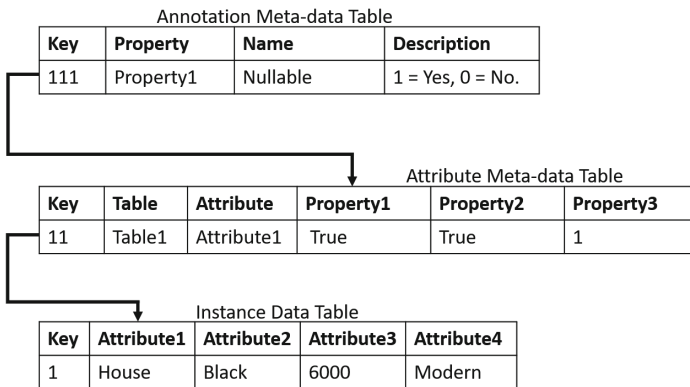 Annotation Meta-data Table
Key Property Name Description
111 Property1 Nullable 1 = Yes, 0 = No.
Attribute Meta-data Table
Key Table Attribute Property1 Property2 Property3
11 Table1 Attribute1 True True 1
Instance Data Table
Key Attribute1 Attribute2 Attribute3 Attribute4
1 House Black 6000 Modern